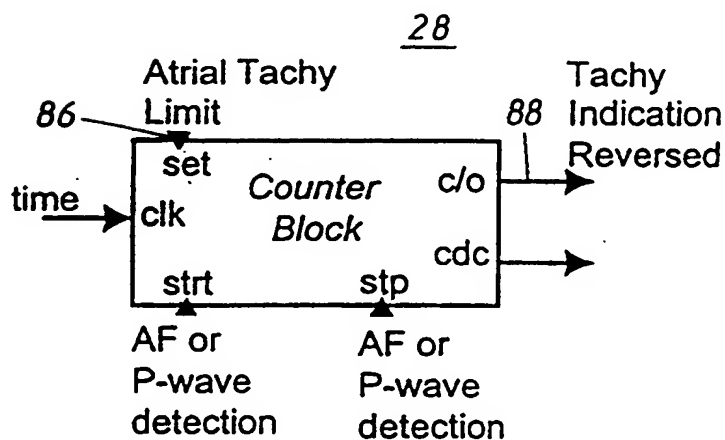 28
Atrial Tachy
Limit
86
88
Tachy
Indication
Reversed
set
time
clk
Counter
Block
c/o
cdc
strt
stp
AF or
P-wave
detection
AF or
P-wave
detection